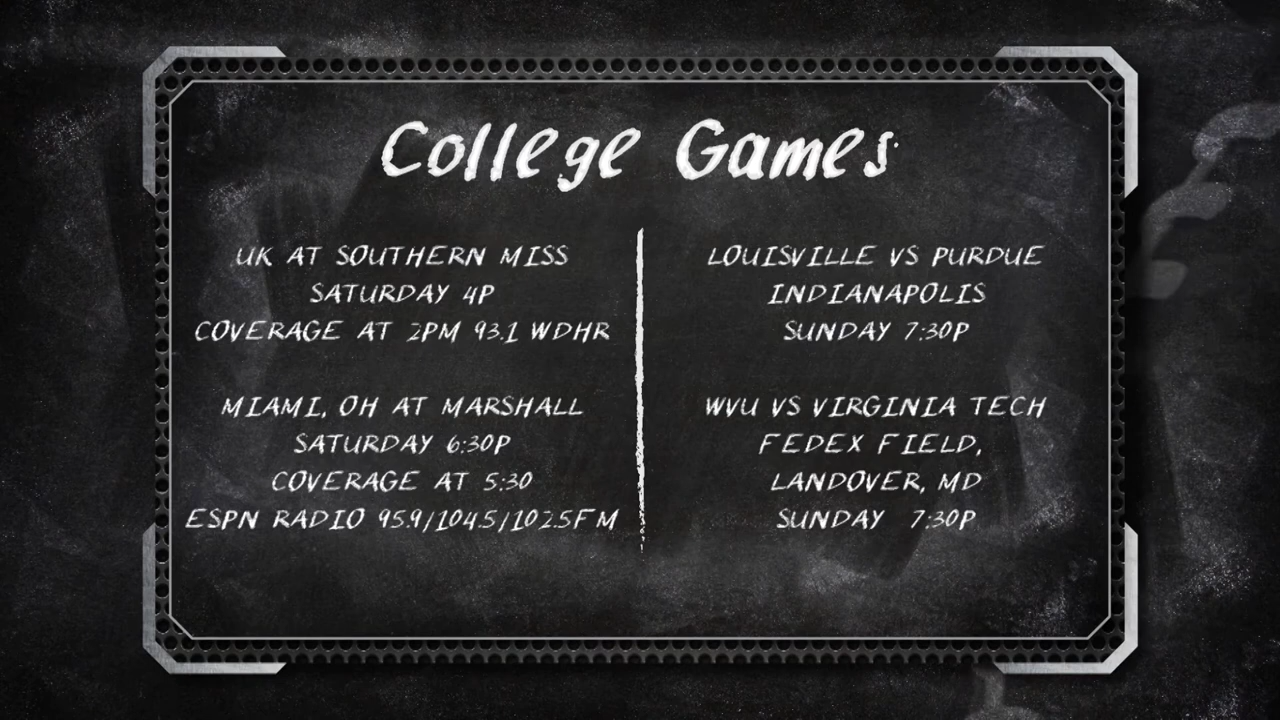 College Games
UK AT SOUTHERN MISS
SATURDAY 4P
COVERAGE AT 2PM 93.1 WDHR
MIAMI, OH AT MARSHALL
SATURDAY 6:30P
COVERAGE AT 5:30
ESPN RADIO 95.9/104.5/102.5FM
LOUISVILLE VS PURDUE
INDIANAPOLIS
SUNDAY 7:30P
WVU VS VIRGINIA TECH
FEDEX FIELD,
LANDOVER, MD
SUNDAY 7:30P